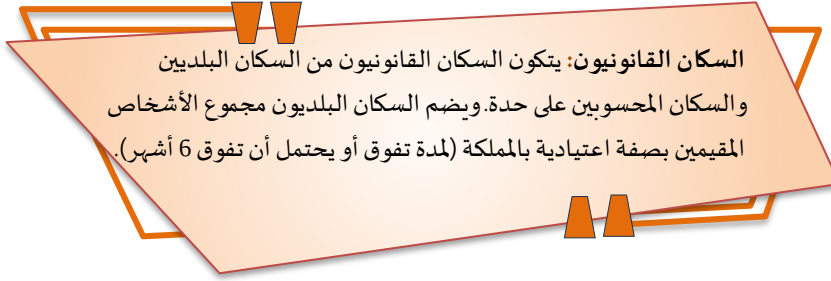 السكان القانونيون: يتكون السكان القانونيون من السكان البلديين
والسكان المحسوبين على حدة.ويضم السكان البلديون مجموع الأشخاص
المقيمين بصفة اعتيادية بالمملكة (لمدة تفوق أو يحتمل أن تفوق 6 أشهر).